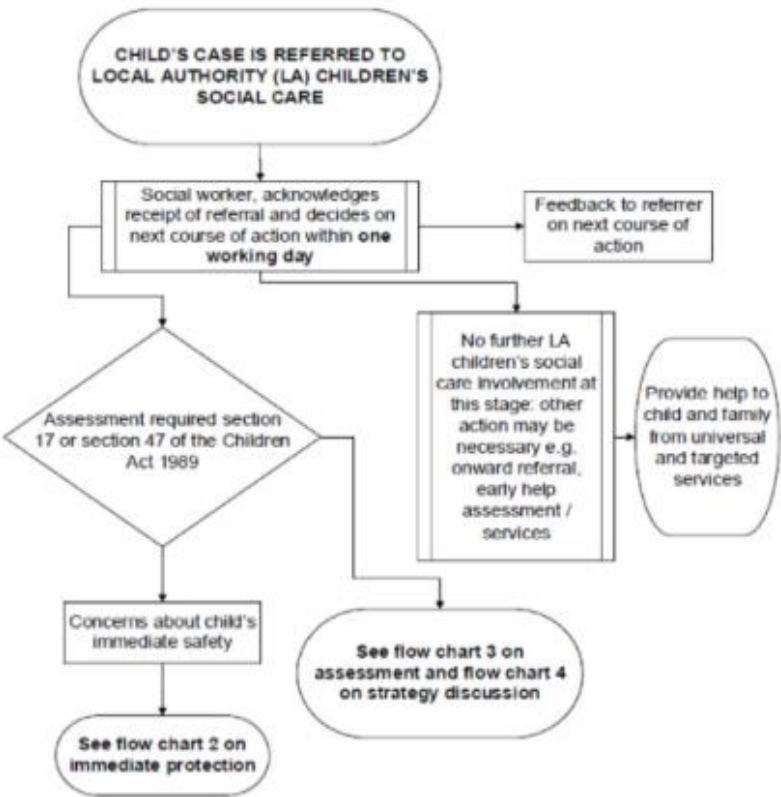 CHILD'S CASE IS REFERRED TO
LOCAL AUTHORITY (LA) CHILDREN'S
SOCIAL CARE
Social worker, acknowledges
receipt of referral and decides on
next course of action within one
working day
Feedback to referrer
on next course of
action
No further LA
children's social
care involvement at
this stage: other
action may be
necessary e.g.
onward referral,
early help
assessment /
services
Provide help to
child and family
from universal
and targeted
services
Assessment required section
17 or section 47 of the Children
Act 1989
Concerns about child's
immediate safety
See flow chart 3 on
assessment and flow chart 4
on strategy discussion
See flow chart 2 on
immediate protection